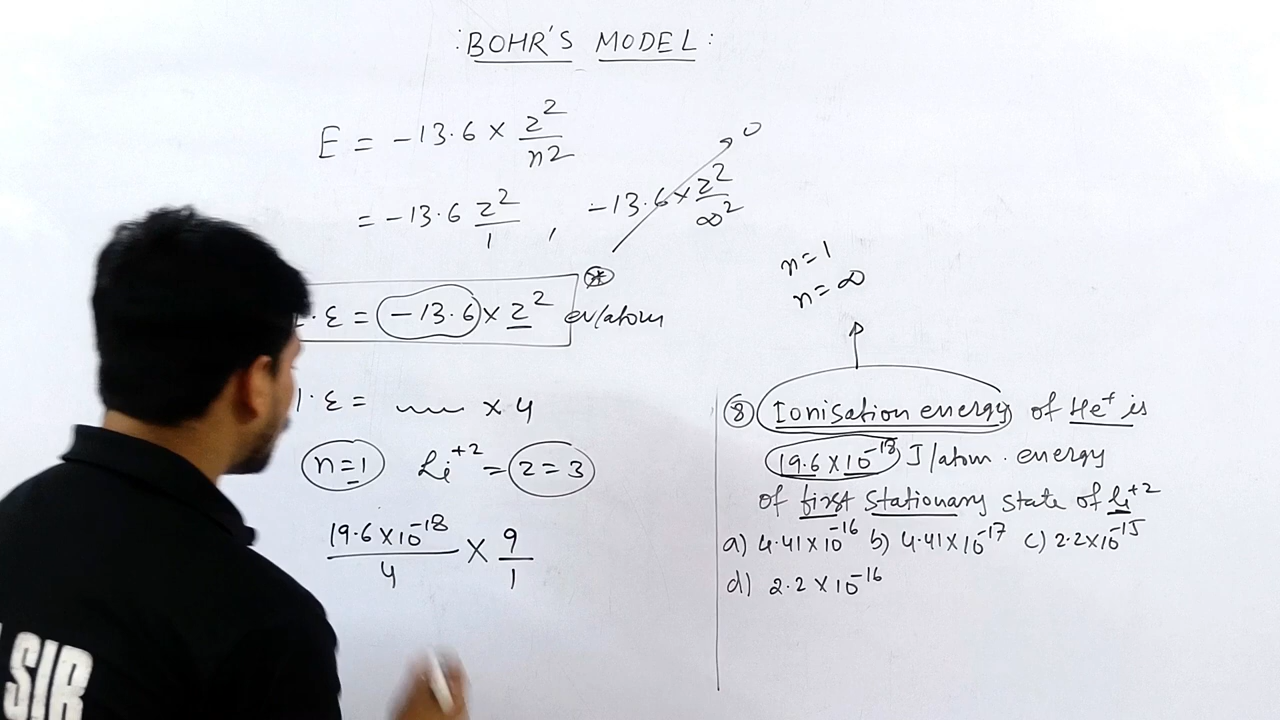 : BOHR'S MODEL :
E = -13.6 × z²/n2
= -13.6 z²/1 , -13.6 × z²/∞² 0
I.E = -13.6 × z² ev/atom
I.E = × 4
n=1 Li⁺² = z=3
19.6×10⁻¹⁸/4 × 9/1
n=1
n=∞
⑧ Ionisation energy of He⁺ is
19.6×10⁻¹⁸ J/atom. energy
of first stationary state of Li⁺²
a) 4.41×10⁻¹⁶ b) 4.41×10⁻¹⁷ c) 2.2×10⁻¹⁵
d) 2.2×10⁻¹⁶
SIR